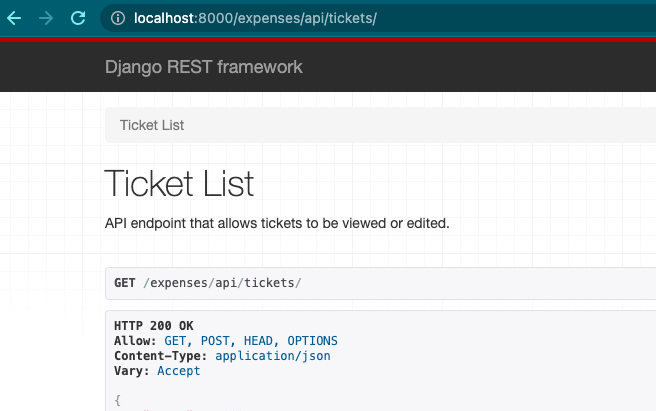 localhost:8000/expenses/api/tickets/
Django REST framework
Ticket List
Ticket List
API endpoint that allows tickets to be viewed or edited.
GET /expenses/api/tickets/
HTTP 200 OK
Allow: GET, POST, HEAD, OPTIONS
Content-Type: application/json
Vary: Accept
{